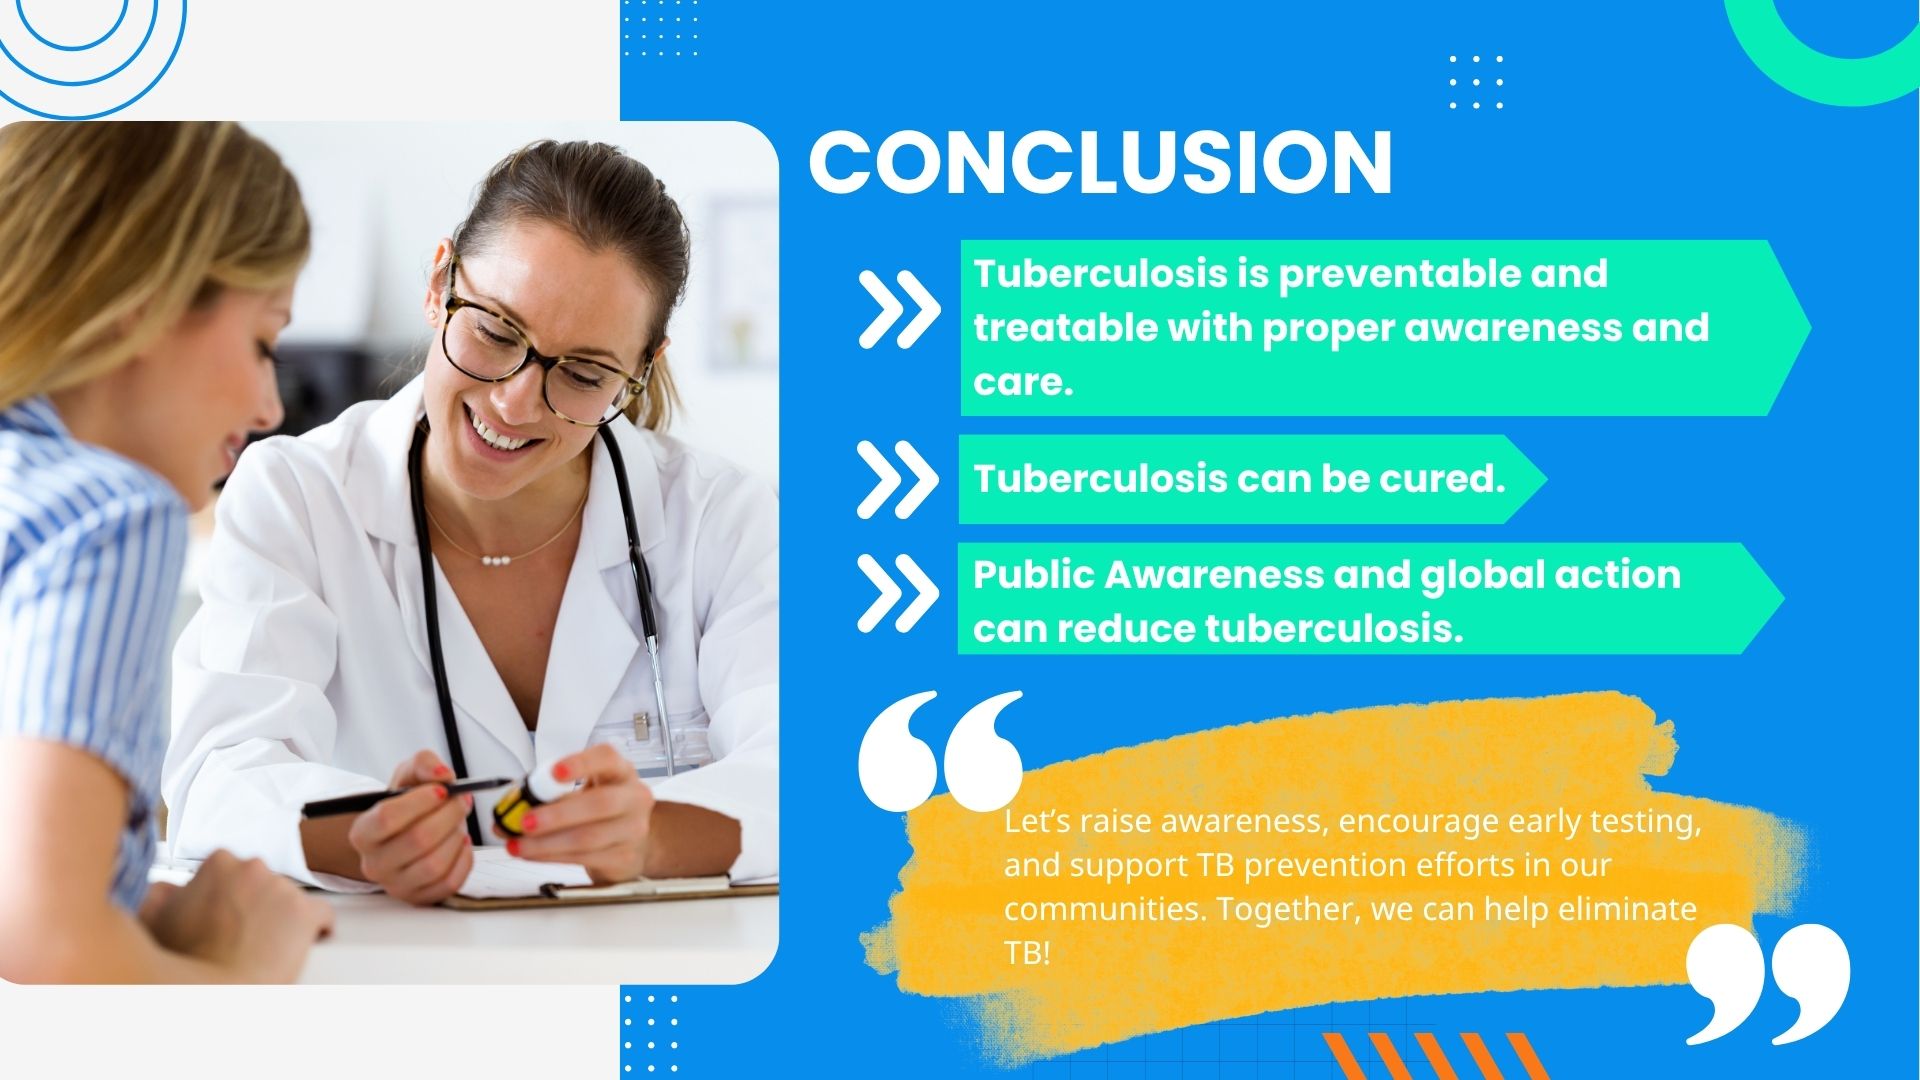 CONCLUSION
Tuberculosis is preventable and
treatable with proper awareness and
care.
Tuberculosis can be cured.
Public Awareness and global action
can reduce tuberculosis.
Let’s raise awareness, encourage early testing,
and support TB prevention efforts in our
communities. Together, we can help eliminate
TB!